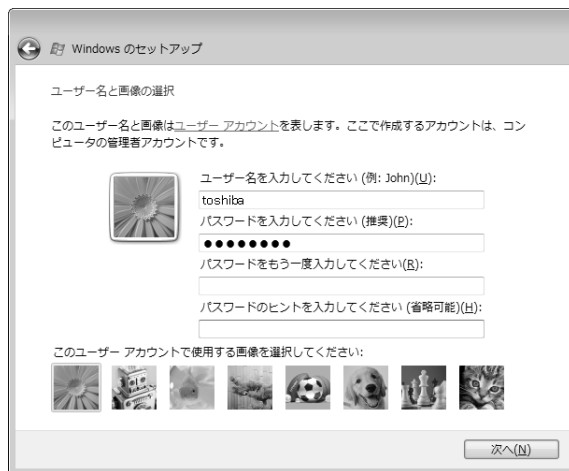 Windows のセットアップ
ユーザー名と画像の選択
このユーザー名と画像はユーザー アカウントを表します。ここで作成するアカウントは、コン
ピュータの管理者アカウントです。
ユーザー名を入力してください (例: John)(U):
toshiba
パスワードを入力してください (推奨)(P):
●●●●●●●●
パスワードをもう一度入力してください(R):
パスワードのヒントを入力してください (省略可能)(H):
このユーザー アカウントで使用する画像を選択してください:
次へ(N)